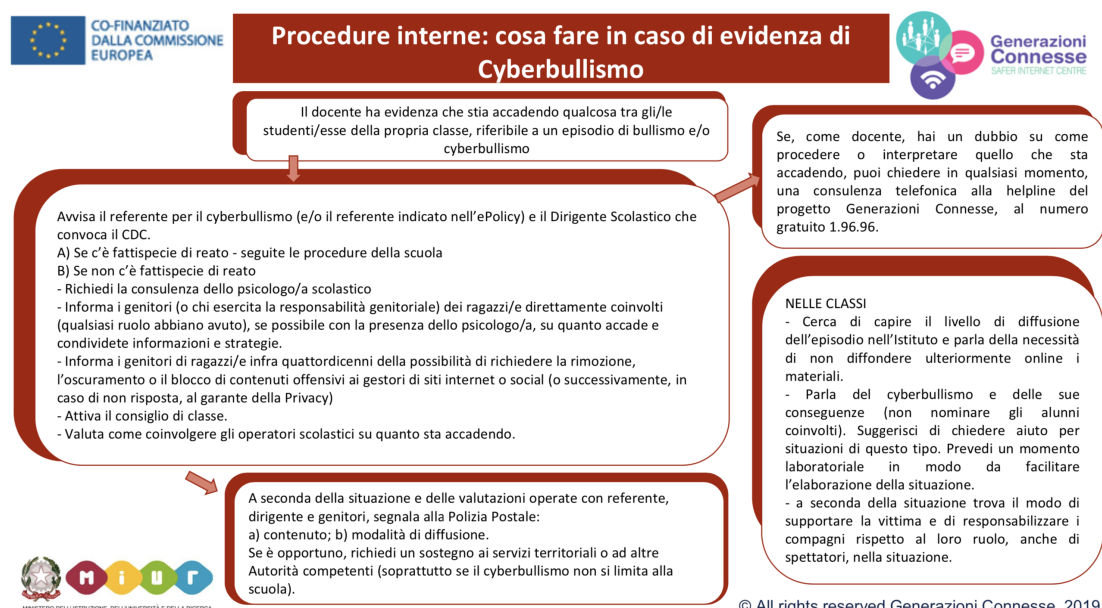 CO-FINANZIATO
DALLA COMMISSIONE
EUROPEA
Procedure interne: cosa fare in caso di evidenza di
Cyberbullismo
Generazioni
Connesse
SAFER INTERNET CENTRE
Il docente ha evidenza che stia accadendo qualcosa tra gli/le
studenti/esse della propria classe, riferibile a un episodio di bullismo e/o
cyberbullismo
Se, come docente, hai un dubbio su come
procedere o interpretare quello che sta
accadendo, puoi chiedere in qualsiasi momento,
una consulenza telefonica alla helpline del
progetto Generazioni Connesse, al numero
gratuito 1.96.96.
Avvisa il referente per il cyberbullismo (e/o il referente indicato nell’ePolicy) e il Dirigente Scolastico che
convoca il CDC.
A) Se c’è fattispecie di reato - seguite le procedure della scuola
B) Se non c’è fattispecie di reato
- Richiedi la consulenza dello psicologo/a scolastico
- Informa i genitori (o chi esercita la responsabilità genitoriale) dei ragazzi/e direttamente coinvolti
(qualsiasi ruolo abbiano avuto), se possibile con la presenza dello psicologo/a, su quanto accade e
condividete informazioni e strategie.
- Informa i genitori di ragazzi/e infra quattordicenni della possibilità di richiedere la rimozione,
l’oscuramento o il blocco di contenuti offensivi ai gestori di siti internet o social (o successivamente, in
caso di non risposta, al garante della Privacy)
- Attiva il consiglio di classe.
- Valuta come coinvolgere gli operatori scolastici su quanto sta accadendo.
NELLE CLASSI
- Cerca di capire il livello di diffusione
dell’episodio nell’Istituto e parla della necessità
di non diffondere ulteriormente online i
materiali.
- Parla del cyberbullismo e delle sue
conseguenze (non nominare gli alunni
coinvolti). Suggerisci di chiedere aiuto per
situazioni di questo tipo. Prevedi un momento
laboratoriale in modo da facilitare
l’elaborazione della situazione.
- a seconda della situazione trova il modo di
supportare la vittima e di responsabilizzare i
compagni rispetto al loro ruolo, anche di
spettatori, nella situazione.
A seconda della situazione e delle valutazioni operate con referente,
dirigente e genitori, segnala alla Polizia Postale:
a) contenuto; b) modalità di diffusione.
Se è opportuno, richiedi un sostegno ai servizi territoriali o ad altre
Autorità competenti (soprattutto se il cyberbullismo non si limita alla
scuola).
miur
MINISTERO DELL'ISTRUZIONE, DELL'UNIVERSITÀ E DELLA RICERCA
© All rights reserved Generazioni Connesse 2019